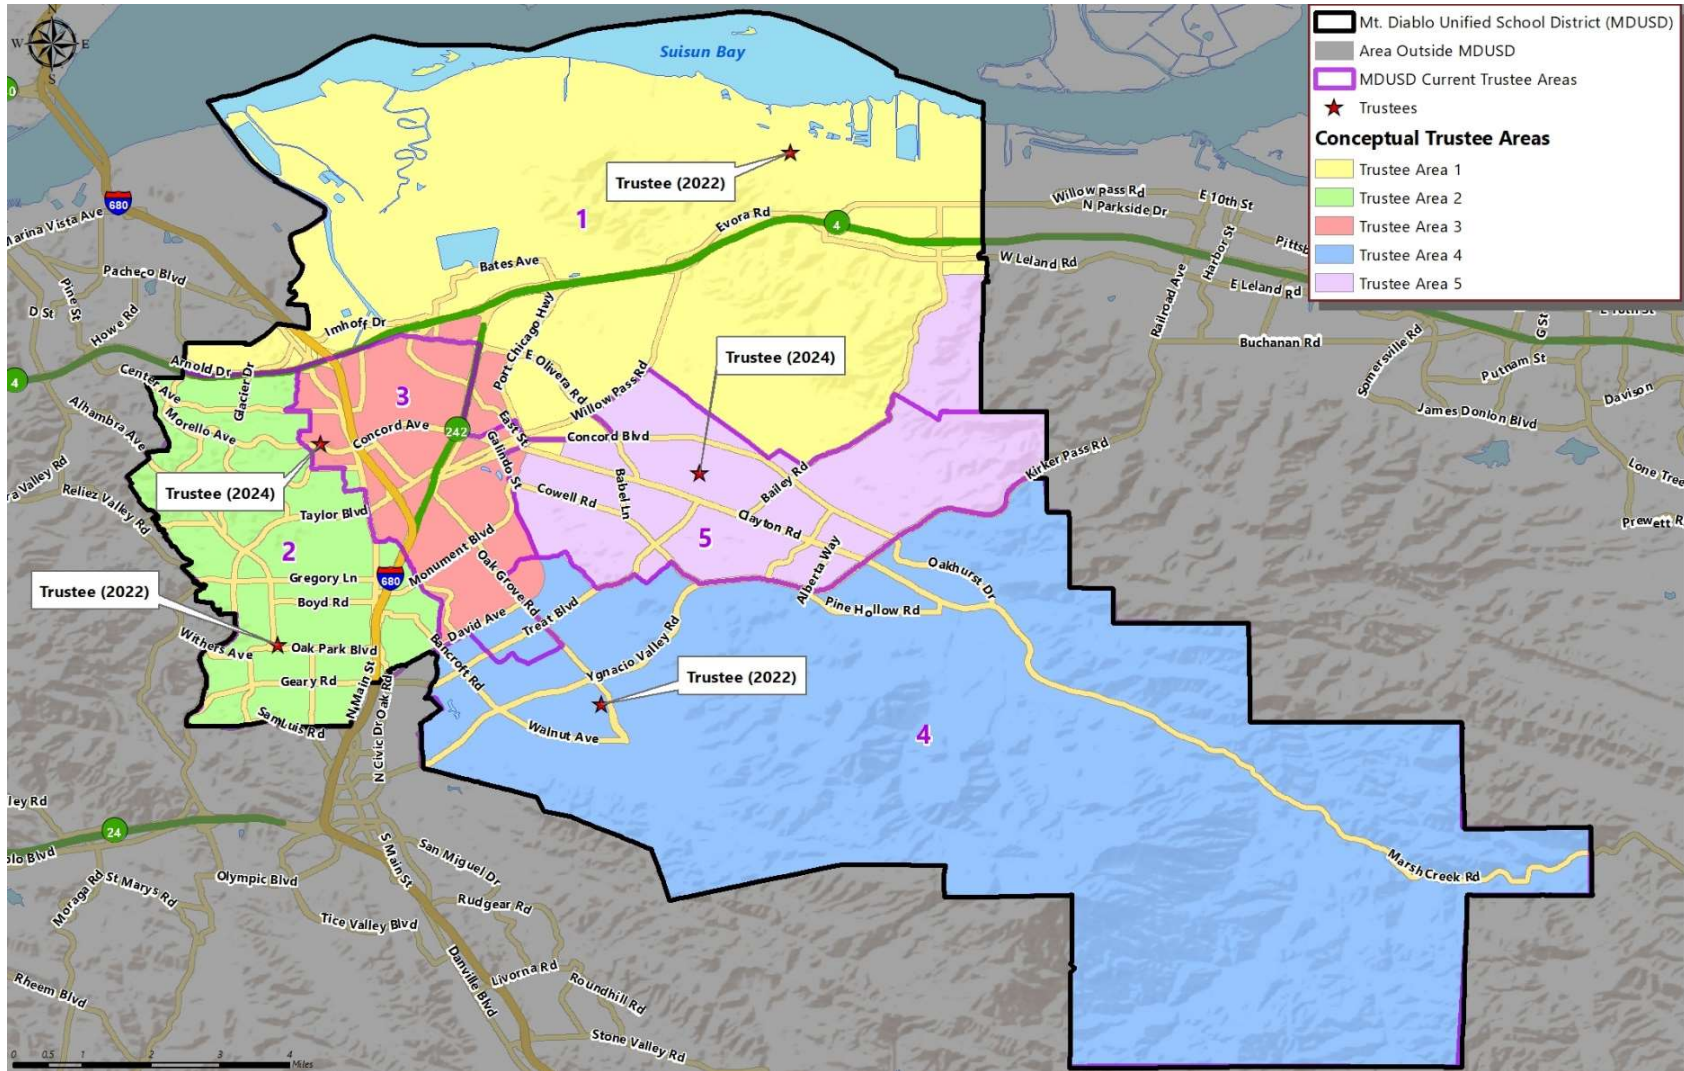 N
W
E
S
Suisun Bay
Mt. Diablo Unified School District (MDUSD)
Area Outside MDUSD
MDUSD Current Trustee Areas
Trustees
Conceptual Trustee Areas
Trustee Area 1
Trustee Area 2
Trustee Area 3
Trustee Area 4
Trustee Area 5
Trustee (2022)
1
Evora Rd
4
Willow Pass Rd
N Parkside Dr
E 10th St
Harbor St
Railroad Ave
W Leland Rd
E Leland Rd
Buchanan Rd
Somersville Rd
G St
Putnam St
Davison
James Donlon Blvd
Lone Tree
Prewett R
Kirker Pass Rd
680
Marina Vista Ave
Pacheco Blvd
Pine St
D St
Howe Rd
4
Arnold Dr
Center Ave
Glacier Dr
Alhambra Ave
Morello Ave
Reliez Valley Rd
Imhoff Dr
Bates Ave
Port Chicago Hwy
E Olivera Rd
Willow Pass Rd
Trustee (2024)
3
Concord Ave
242
East St
Galindo St
Concord Blvd
Trustee (2024)
Taylor Blvd
Cowell Rd
Babel Ln
Bailey Rd
Clayton Rd
5
2
Monument Blvd
Oak Grove Rd
Alberta Way
Oakhurst Dr
Pine Hollow Rd
Gregory Ln
680
Trustee (2022)
Boyd Rd
David Ave
Treat Blvd
Withers Ave
Oak Park Blvd
Bancroft Rd
Ygnacio Valley Rd
Geary Rd
N Main St
Oak Rd
N Civic Dr
San Luis Rd
Trustee (2022)
Walnut Ave
4
Marsh Creek Rd
24
S Main St
San Miguel Dr
Moraga Rd
St Marys Rd
Olympic Blvd
Rudgear Rd
Tice Valley Blvd
Danville Blvd
Livorna Rd
Roundhill Rd
Rheem Blvd
Stone Valley Rd
0 0.5 1 2 3 4
Miles